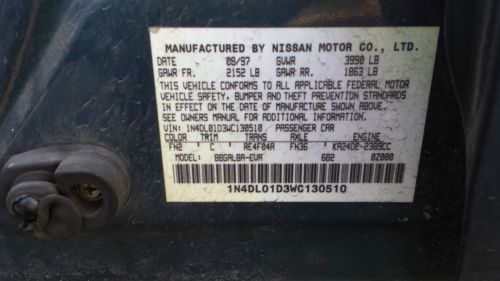 MANUFACTURED BY NISSAN MOTOR CO., LTD.
DATE 08/97 GVWR 3990 LB
GAWR FR. 2152 LB GAWR RR. 1863 LB
THIS VEHICLE CONFORMS TO ALL APPLICABLE FEDERAL MOTOR
VEHICLE SAFETY, BUMPER AND THEFT PREVENTION STANDARDS
IN EFFECT ON THE DATE OF MANUFACTURE SHOWN ABOVE.
SEE OWNERS MANUAL FOR ADDITIONAL INFORMATION.
VIN: 1N4DL01D3WC130510 PASSENGER CAR
COLOR TRIM TRANS AXLE ENGINE
FN2 C RE4F04A FN36 KA24DE-2389CC
MODEL: BBGALBA-EVA 682 0Z000
1N4DL01D3WC130510